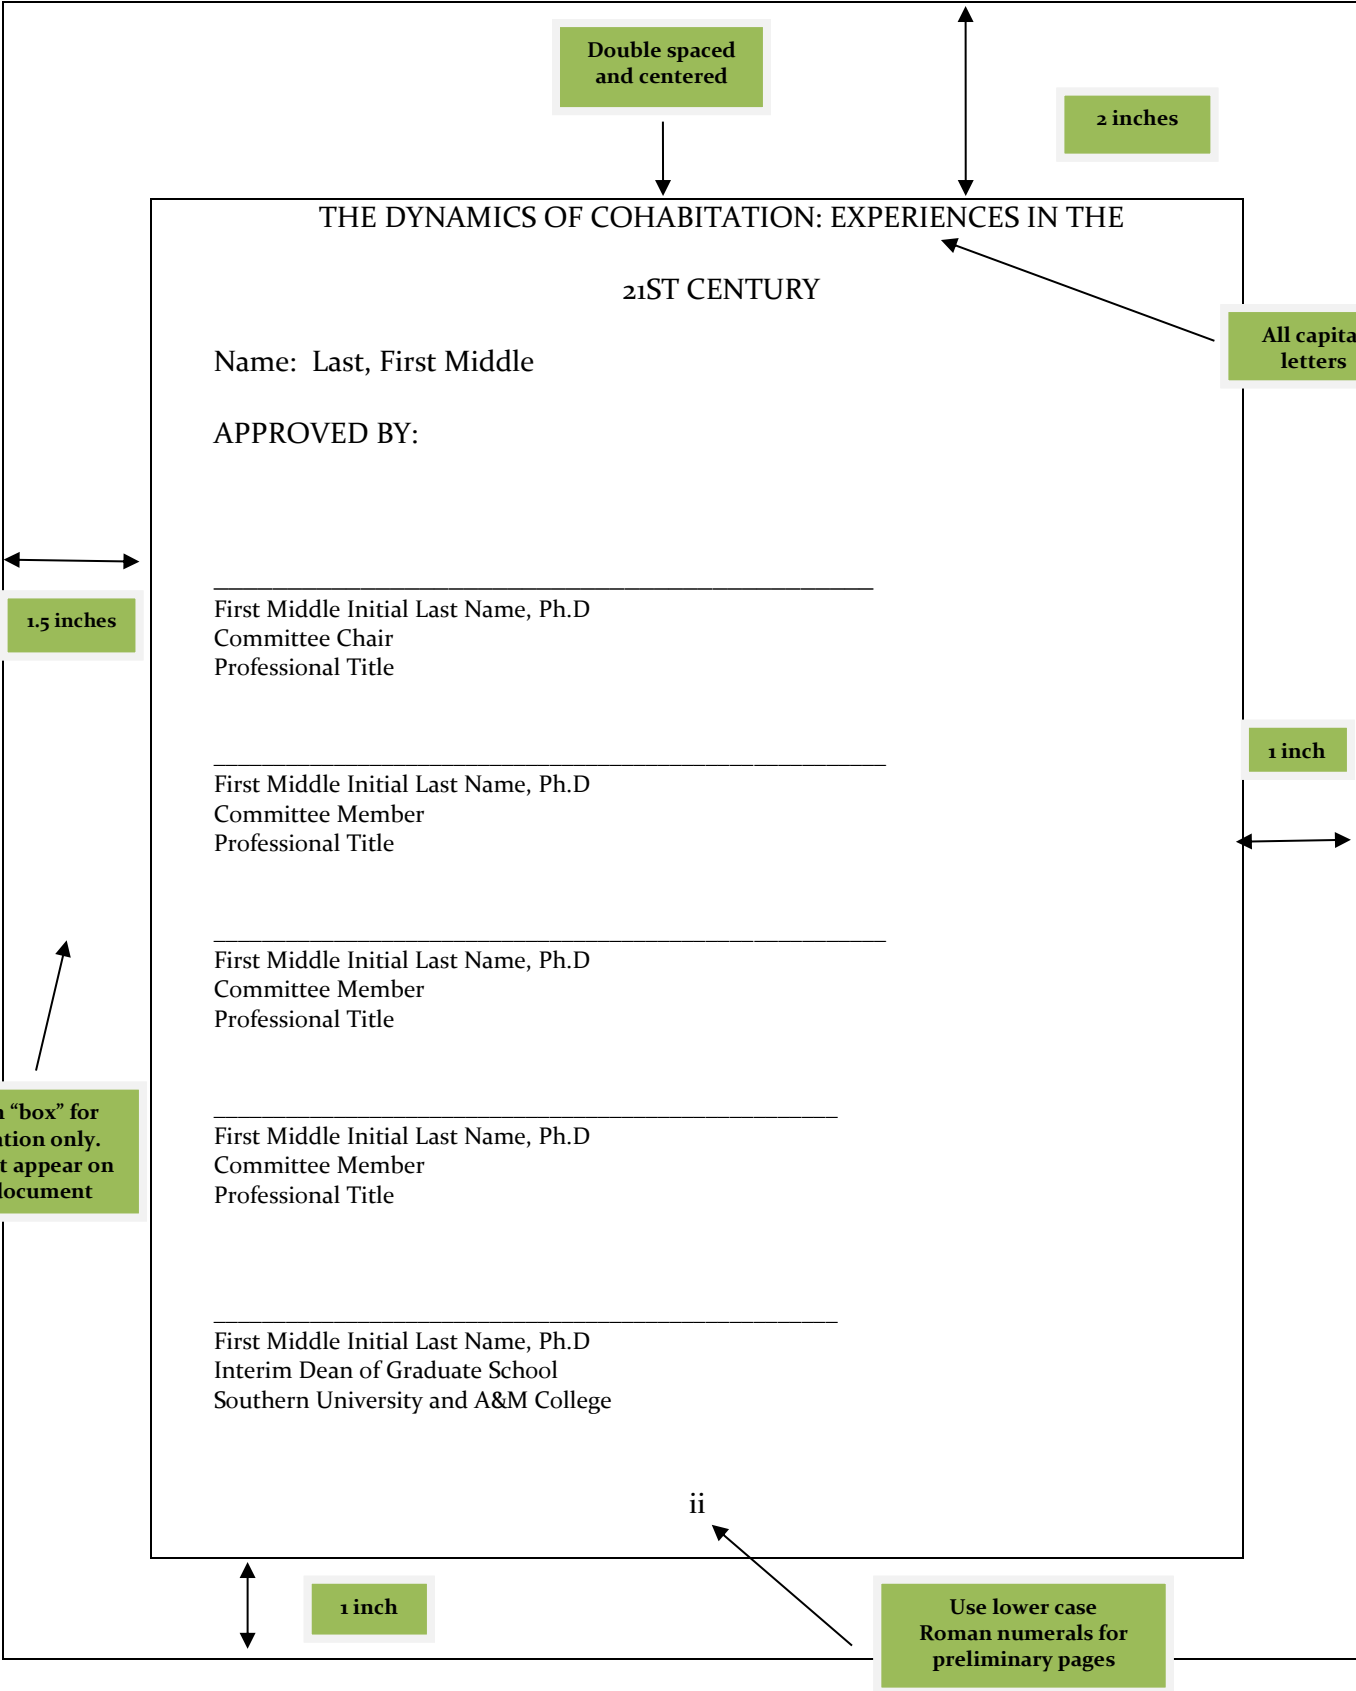 Double spaced
and centered
2 inches
THE DYNAMICS OF COHABITATION: EXPERIENCES IN THE
21ST CENTURY
All capita
letters
Name: Last, First Middle
APPROVED BY:
First Middle Initial Last Name, Ph.D
Committee Chair
Professional Title
1.5 inches
First Middle Initial Last Name, Ph.D
Committee Member
Professional Title
1 inch
First Middle Initial Last Name, Ph.D
Committee Member
Professional Title
“box” for
ation only.
t appear on
document
First Middle Initial Last Name, Ph.D
Committee Member
Professional Title
First Middle Initial Last Name, Ph.D
Interim Dean of Graduate School
Southern University and A&M College
ii
1 inch
Use lower case
Roman numerals for
preliminary pages